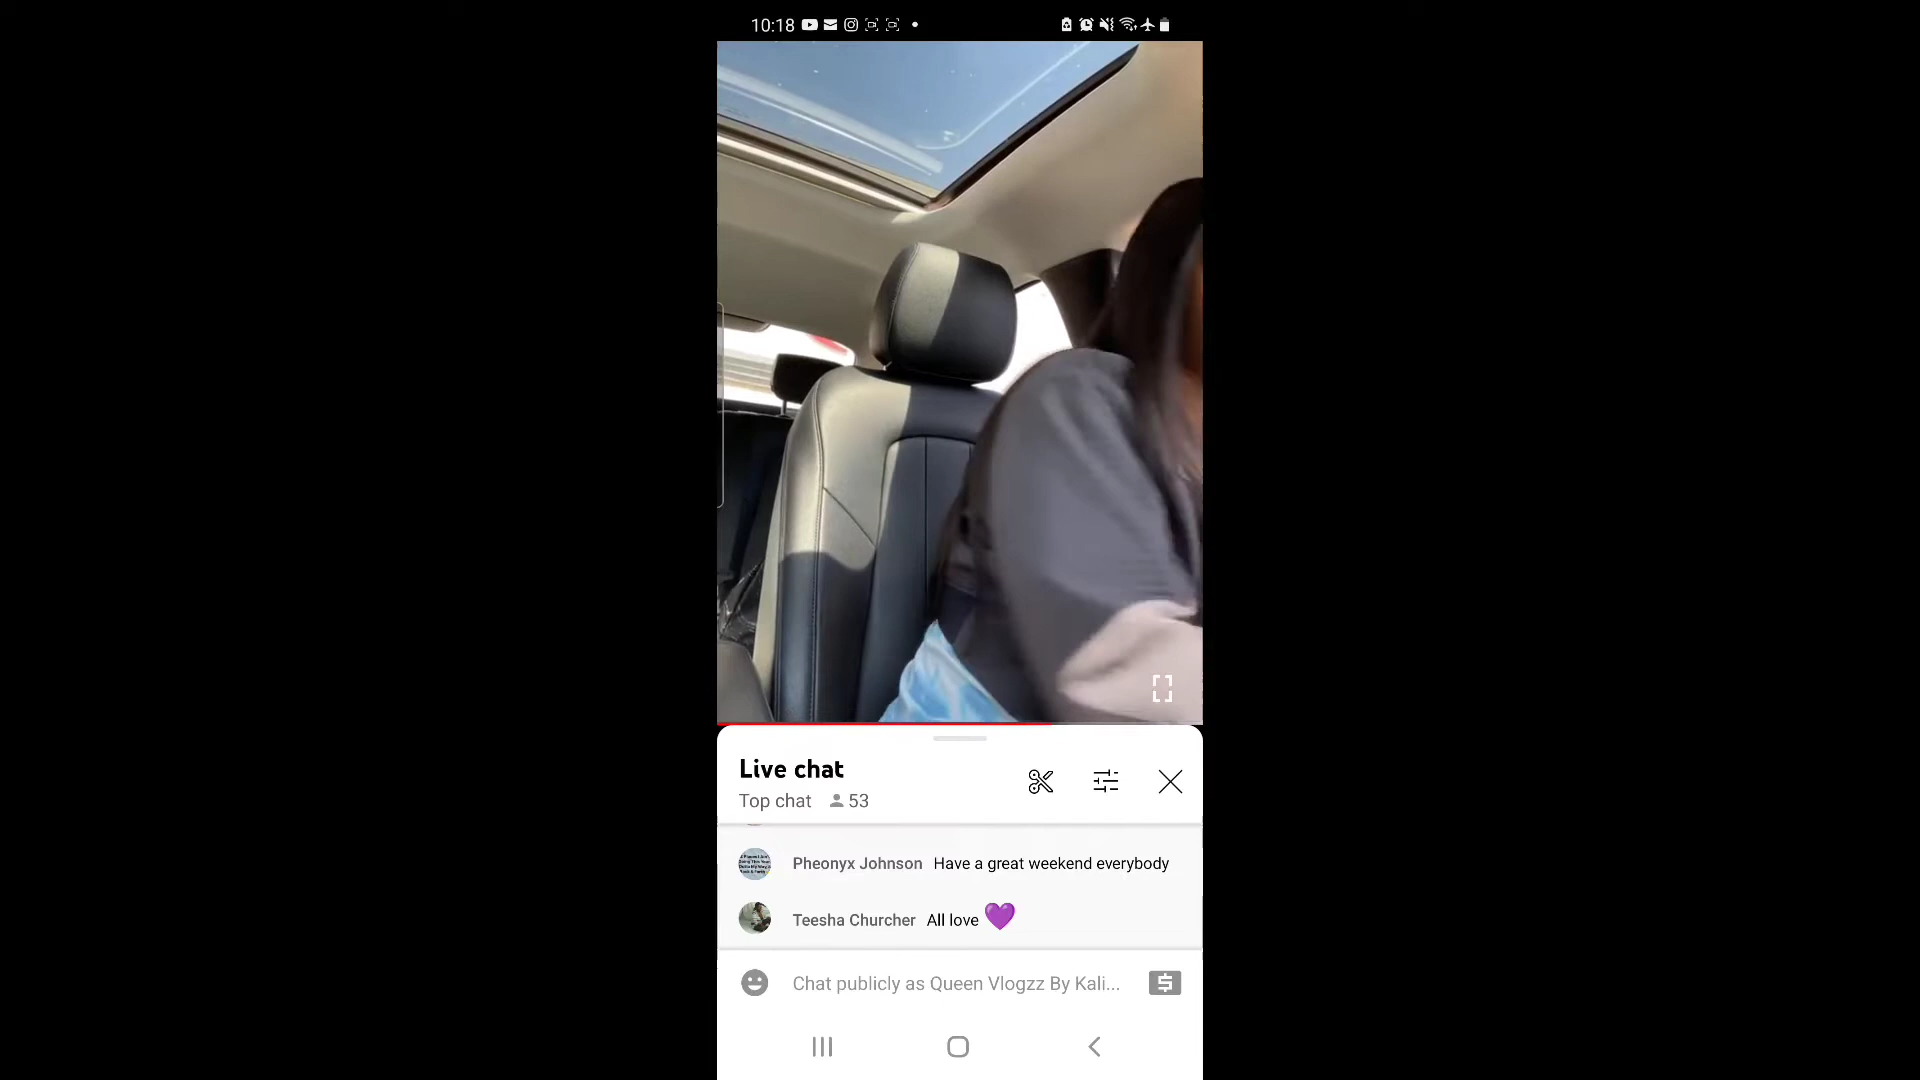 10:18
Live chat
Top chat 53
Pheonyx Johnson Have a great weekend everybody
Teesha Churcher All love
Chat publicly as Queen Vlogzz By Kali...